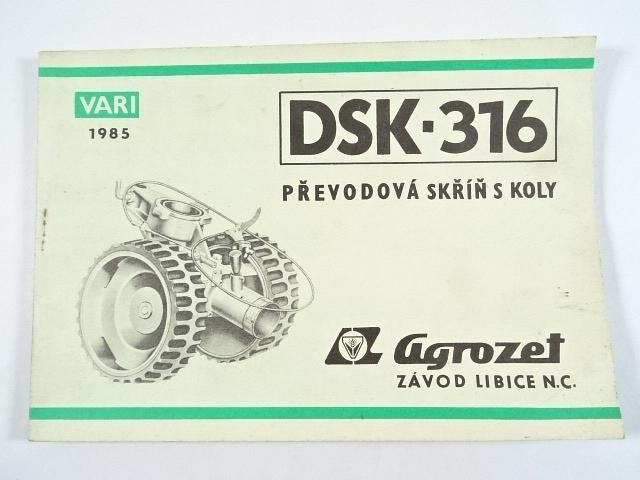 VARI
1985
DSK-316
PŘEVODOVÁ SKŘÍŇ S KOLY
agrozet
ZÁVOD LIBICE N.C.